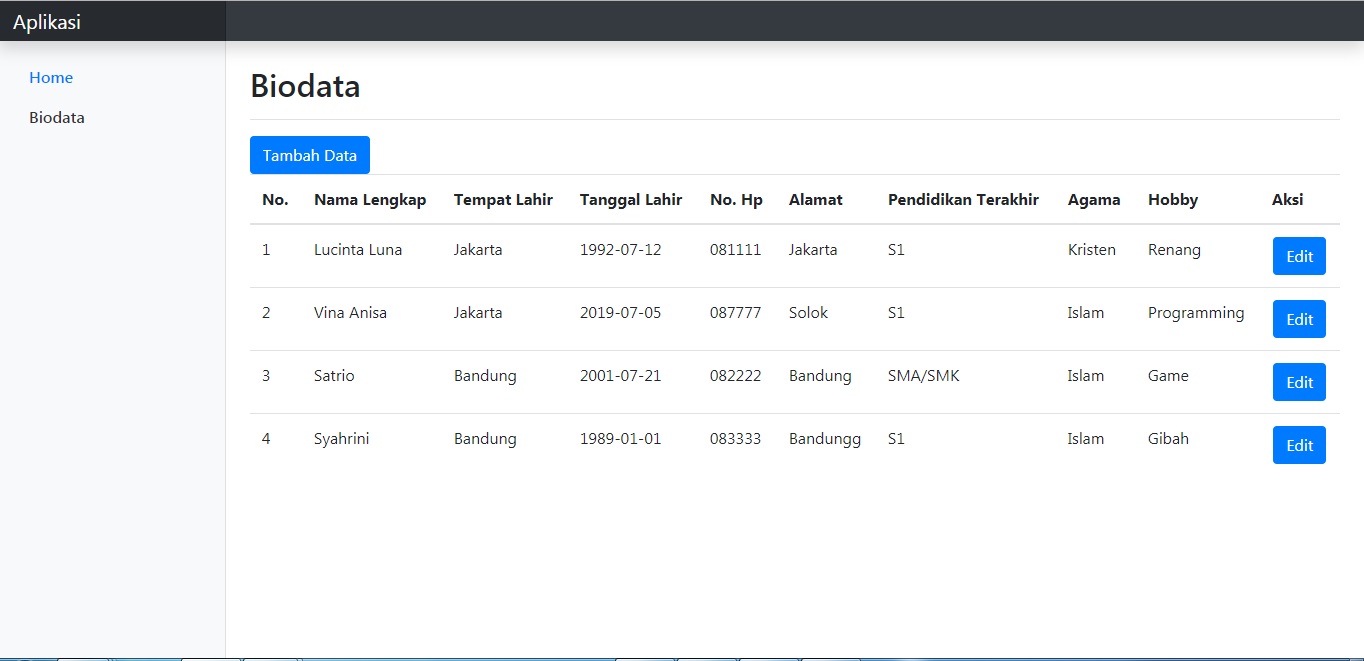 Aplikasi
Home
Biodata
Biodata
Tambah Data
No. Nama Lengkap Tempat Lahir Tanggal Lahir No. Hp Alamat Pendidikan Terakhir Agama Hobby Aksi
1 Lucinta Luna Jakarta 1992-07-12 081111 Jakarta S1 Kristen Renang Edit
2 Vina Anisa Jakarta 2019-07-05 087777 Solok S1 Islam Programming Edit
3 Satrio Bandung 2001-07-21 082222 Bandung SMA/SMK Islam Game Edit
4 Syahrini Bandung 1989-01-01 083333 Bandungg S1 Islam Gibah Edit